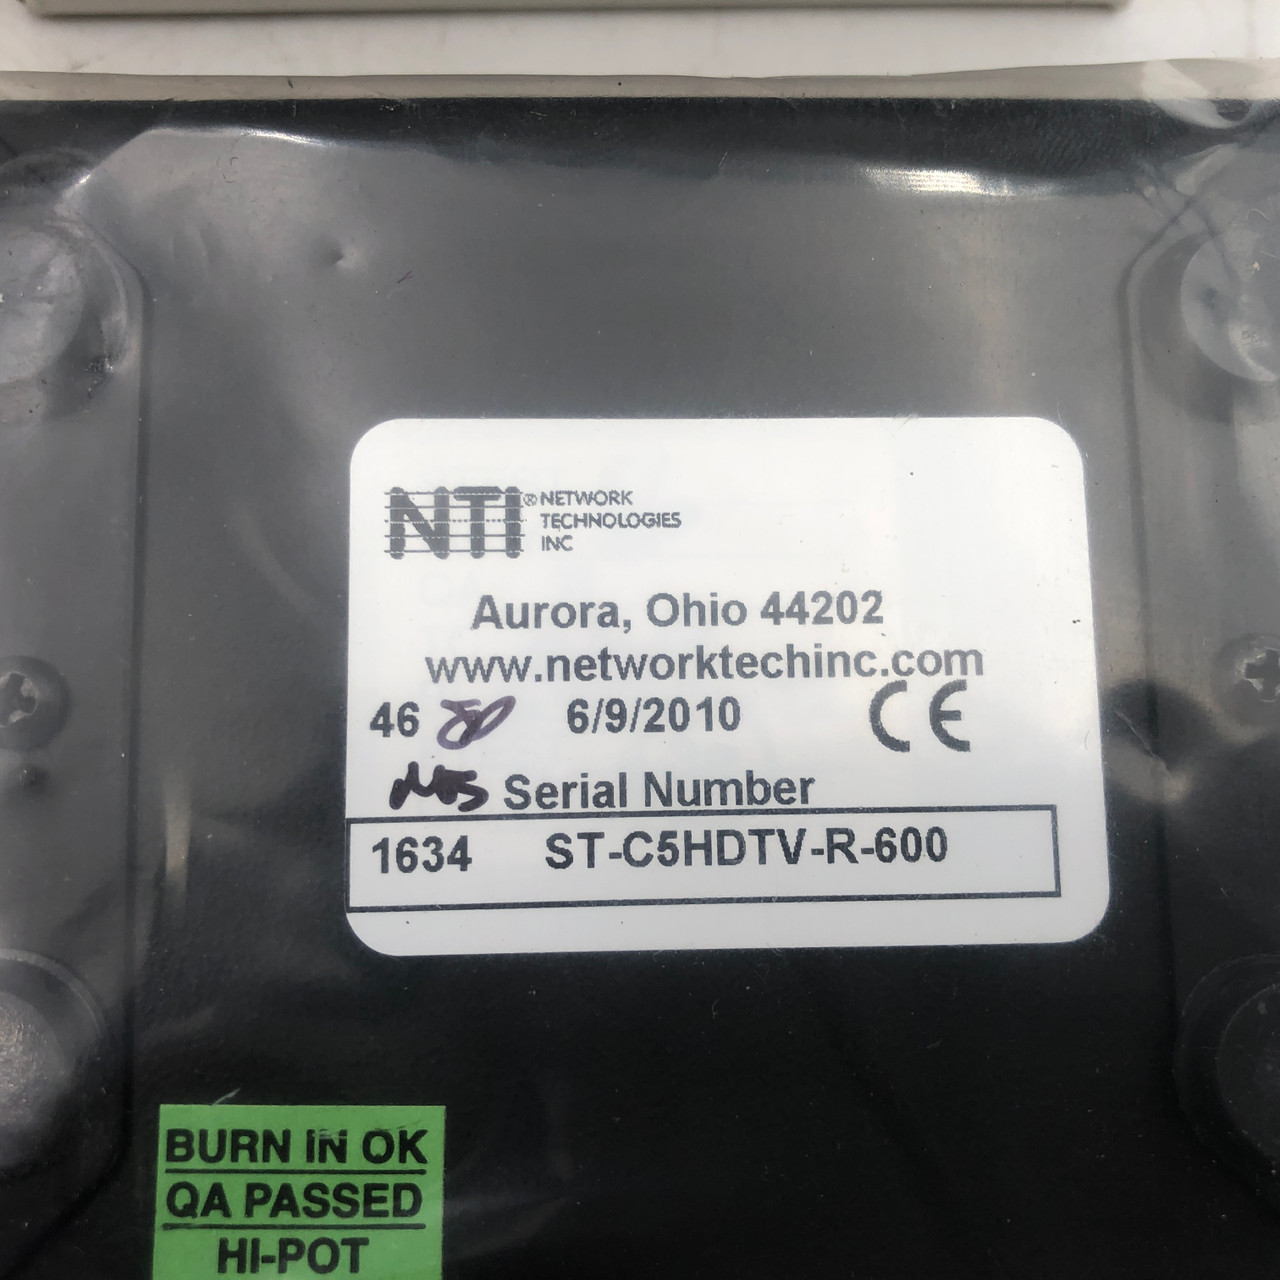 NTI® NETWORK
TECHNOLOGIES
INC
Aurora, Ohio 44202
www.networktechinc.com
46 6/9/2010 CE
Serial Number
1634 ST-C5HDTV-R-600
BURN IN OK
QA PASSED
HI-POT